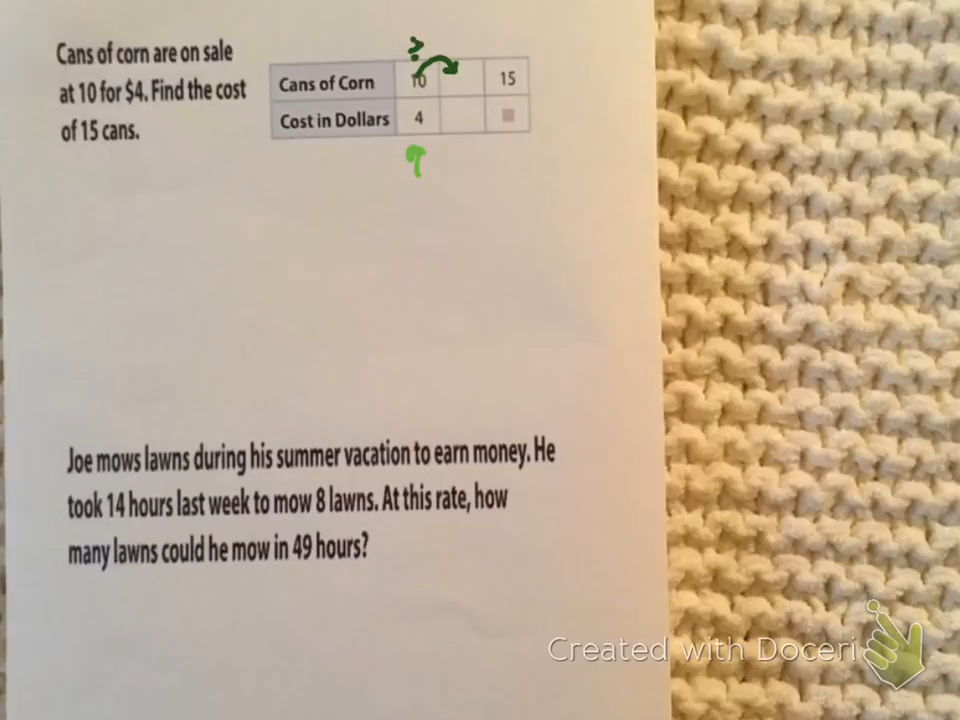 Cans of corn are on sale
at 10 for $4. Find the cost
of 15 cans.
?
Cans of Corn 10 15
Cost in Dollars 4
Joe mows lawns during his summer vacation to earn money. He
took 14 hours last week to mow 8 lawns. At this rate, how
many lawns could he mow in 49 hours?
Created with Doceri